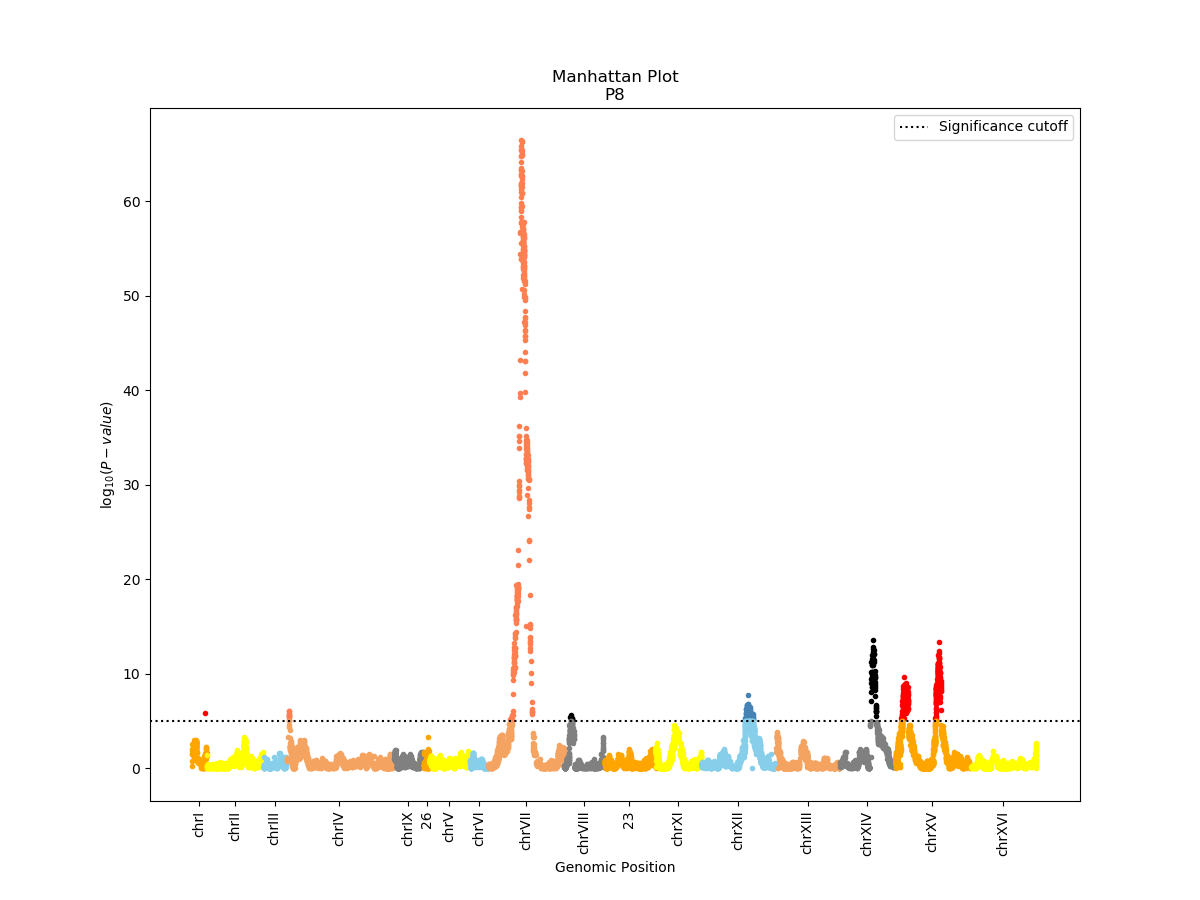 Manhattan Plot
P8
Significance cutoff
60
50
40
30
20
10
0
log10(P − value)
chrI
chrII
chrIII
chrIV
chrIX
26
chrV
chrVI
chrVII
chrVIII
23
chrXI
chrXII
chrXIII
chrXIV
chrXV
chrXVI
Genomic Position